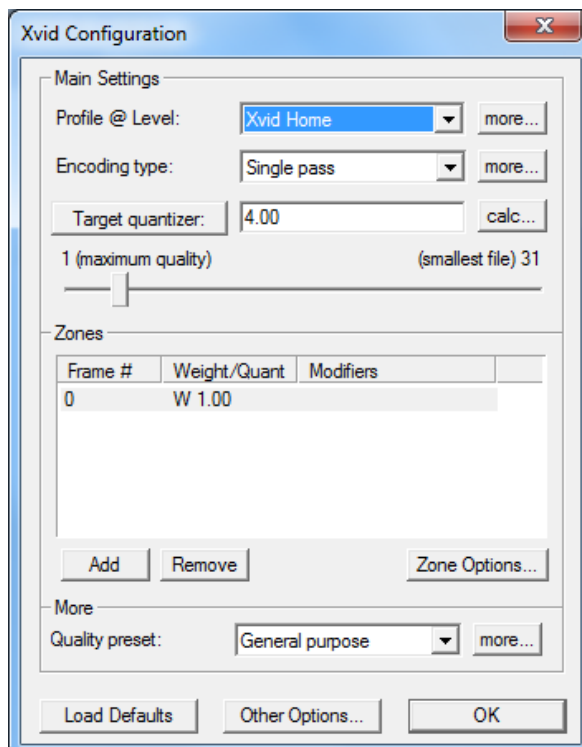 Xvid Configuration
Main Settings
Profile @ Level: Xvid Home more...
Encoding type: Single pass more...
Target quantizer: 4.00 calc...
1 (maximum quality) (smallest file) 31
Zones
Frame # Weight/Quant Modifiers
0 W 1.00
Add Remove Zone Options...
More
Quality preset: General purpose more...
Load Defaults Other Options... OK